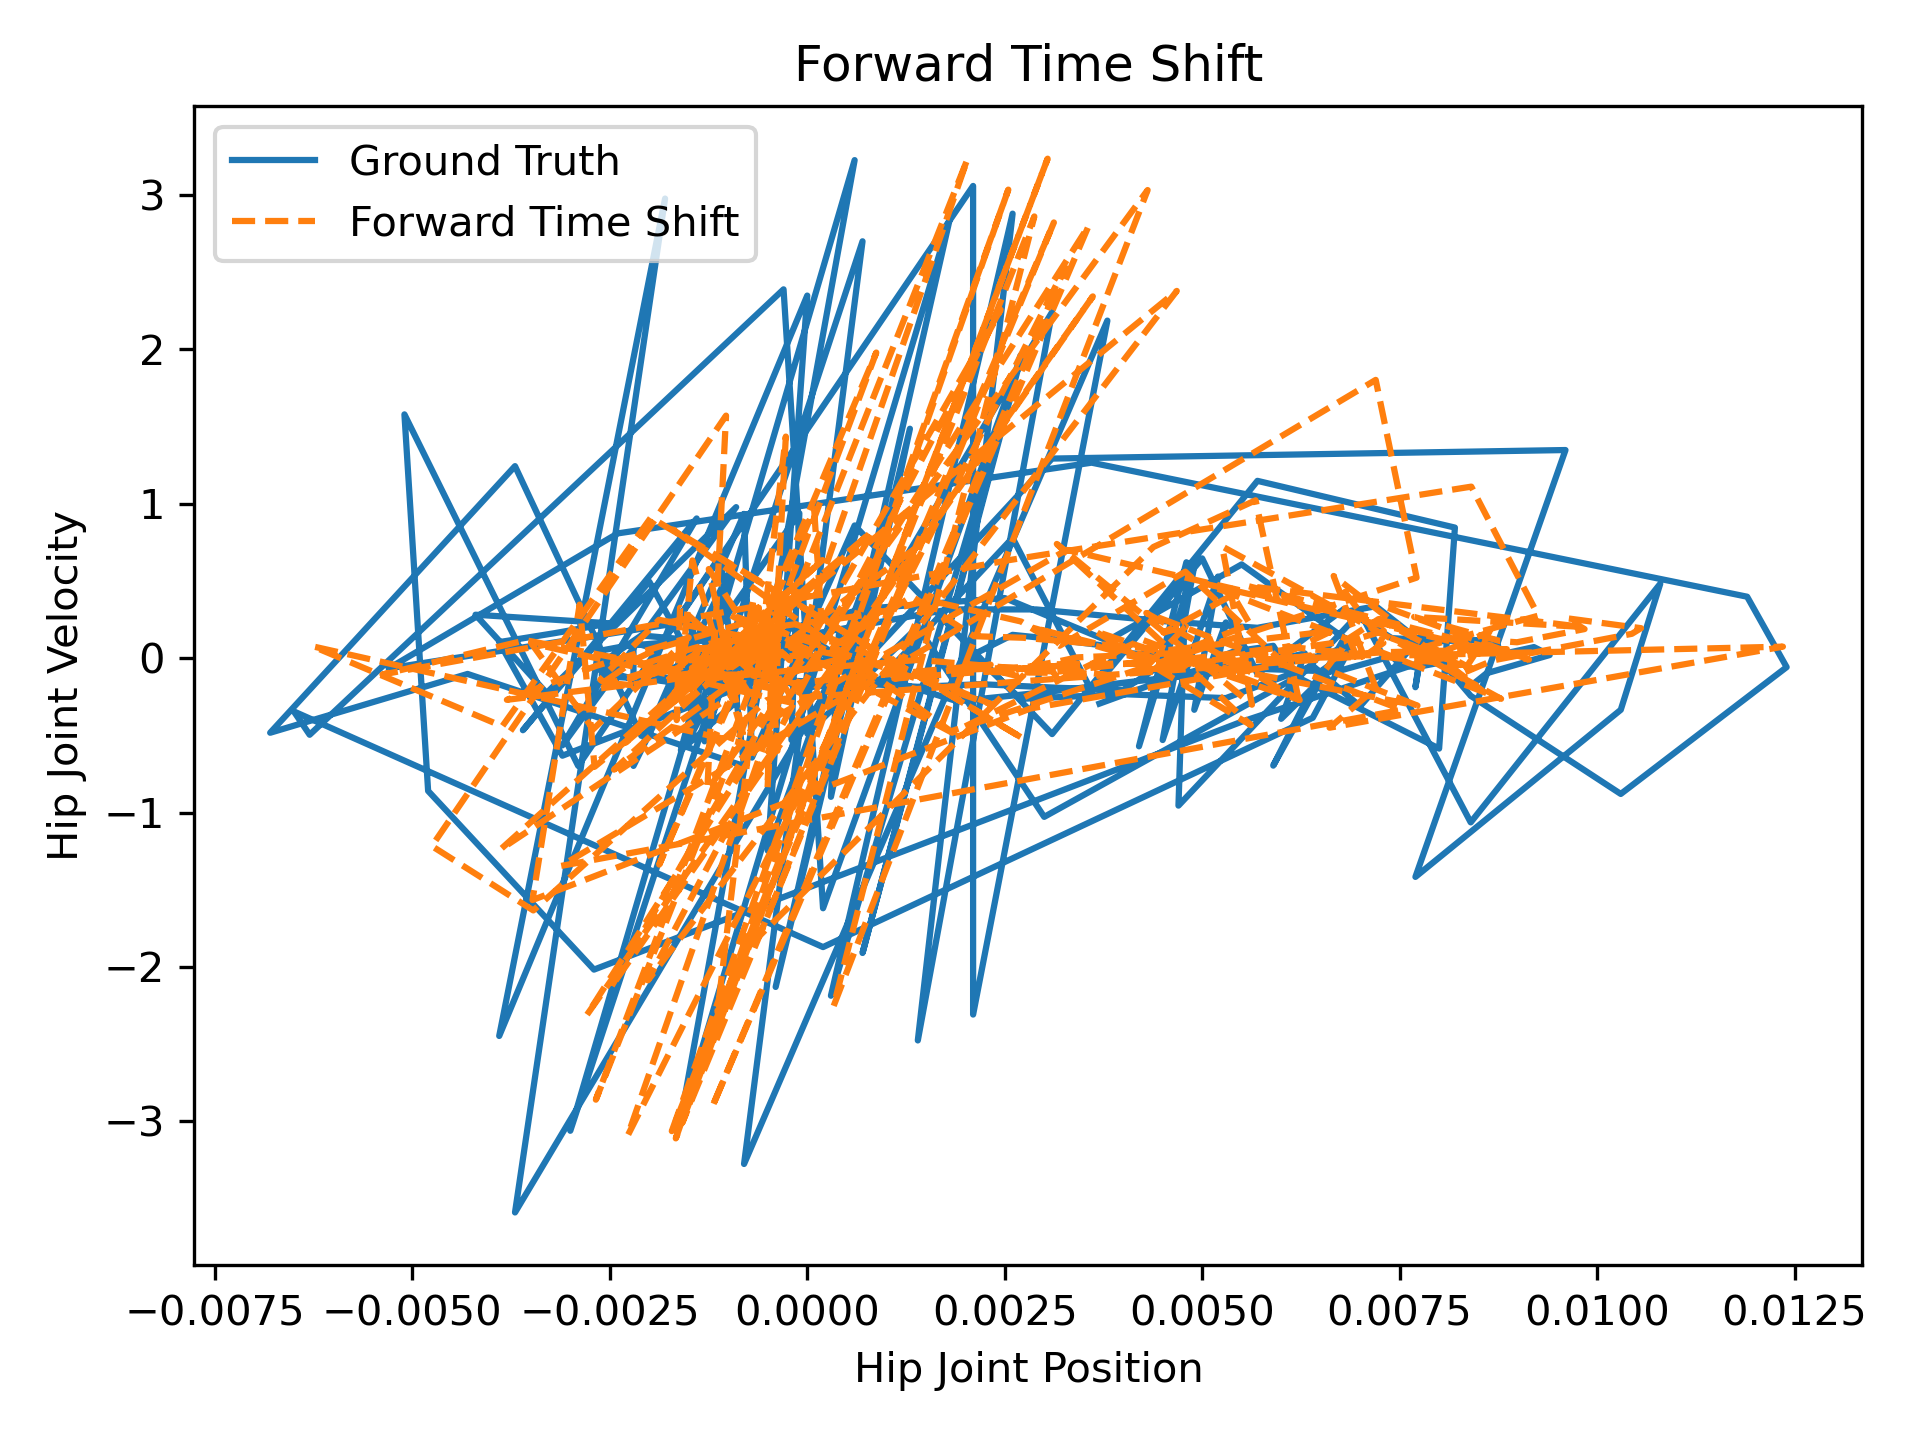 Forward Time Shift
Ground Truth
Forward Time Shift
Hip Joint Velocity
3
2
1
0
−1
−2
−3
−0.0075 −0.0050 −0.0025 0.0000 0.0025 0.0050 0.0075 0.0100 0.0125
Hip Joint Position